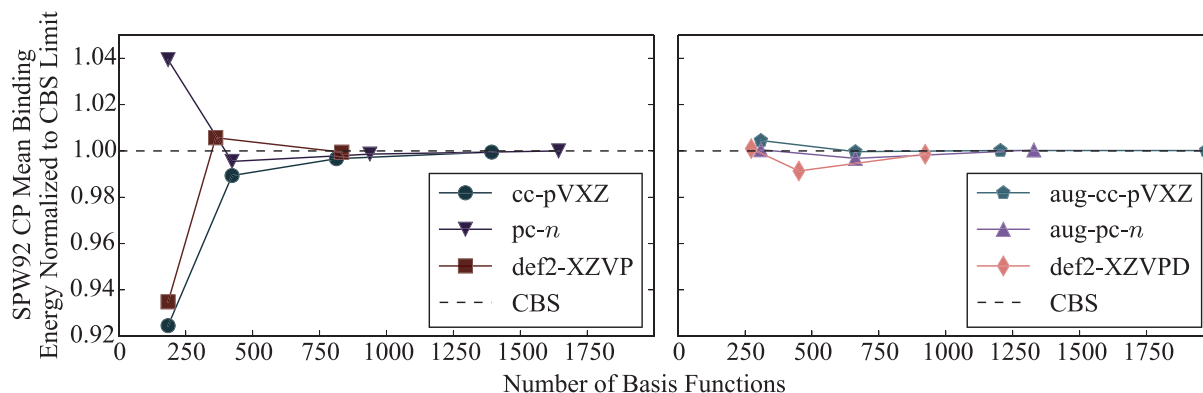 SPW92 CP Mean Binding
Energy Normalized to CBS Limit
1.04
1.02
1.00
0.98
0.96
0.94
0.92
cc-pVXZ
pc-n
def2-XZVP
CBS
0 250 500 750 1000 1250 1500 1750
aug-cc-pVXZ
aug-pc-n
def2-XZVPD
CBS
0 250 500 750 1000 1250 1500 1750
Number of Basis Functions